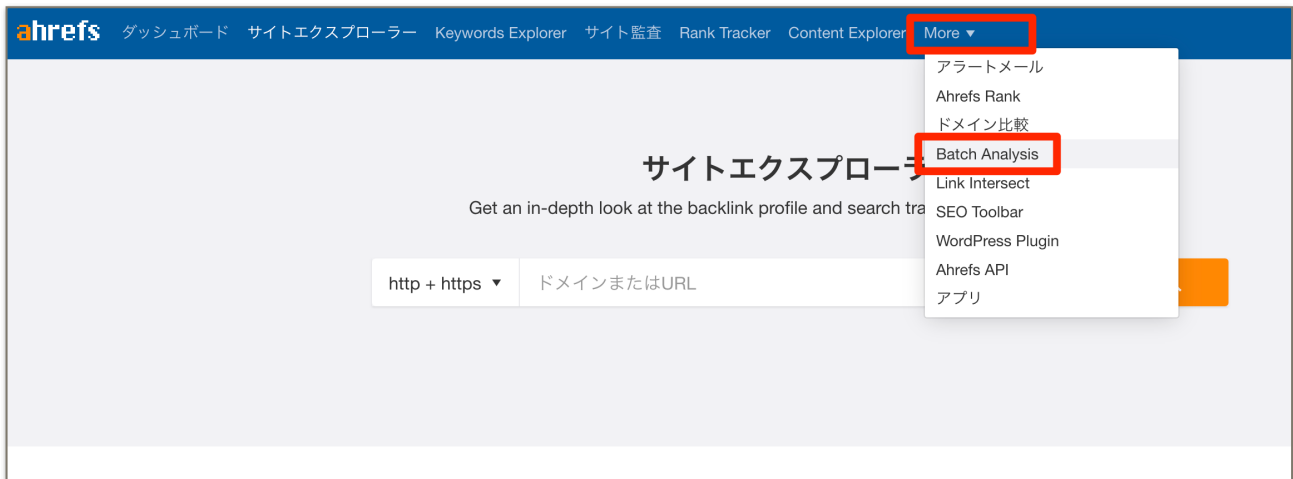 ahrefs ダッシュボード サイトエクスプローラー Keywords Explorer サイト監査 Rank Tracker Content Explorer More ▼
アラートメール
Ahrefs Rank
ドメイン比較
Batch Analysis
Link Intersect
SEO Toolbar
WordPress Plugin
Ahrefs API
アプリ
サイトエクスプロー
Get an in-depth look at the backlink profile and search
http + https ▼ ドメインまたはURL